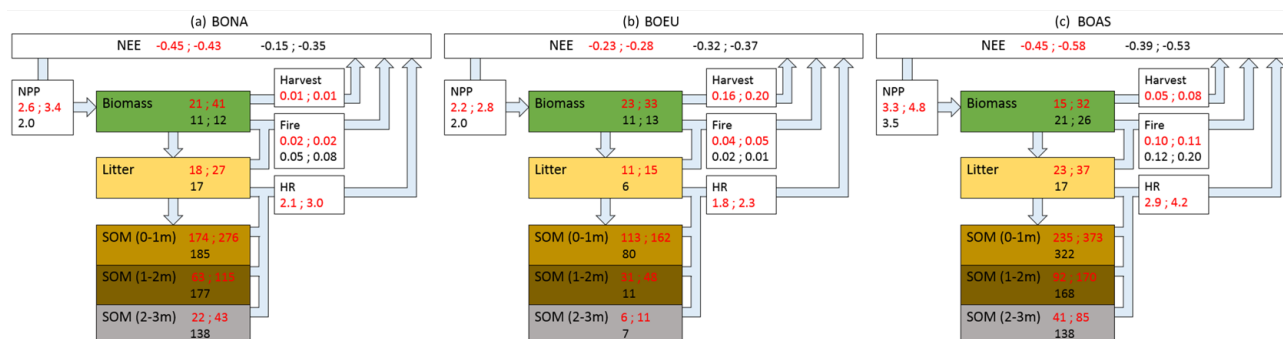 (a) BONA
NEE -0.45 ; -0.43 -0.15 ; -0.35
NPP
2.6 ; 3.4
2.0
Biomass 21 ; 41
11 ; 12
Harvest
0.01 ; 0.01
Fire
0.02 ; 0.02
0.05 ; 0.08
Litter 18 ; 27
17
HR
2.1 ; 3.0
SOM (0-1m) 174 ; 276
185
SOM (1-2m) 63 ; 115
177
SOM (2-3m) 22 ; 43
138
(b) BOEU
NEE -0.23 ; -0.28 -0.32 ; -0.37
NPP
2.2 ; 2.8
2.0
Biomass 23 ; 33
11 ; 13
Harvest
0.16 ; 0.20
Fire
0.04 ; 0.05
0.02 ; 0.01
Litter 11 ; 15
6
HR
1.8 ; 2.3
SOM (0-1m) 113 ; 162
80
SOM (1-2m) 31 ; 48
11
SOM (2-3m) 6 ; 11
7
(c) BOAS
NEE -0.45 ; -0.58 -0.39 ; -0.53
NPP
3.3 ; 4.8
3.5
Biomass 15 ; 32
21 ; 26
Harvest
0.05 ; 0.08
Fire
0.10 ; 0.11
0.12 ; 0.20
Litter 23 ; 37
17
HR
2.9 ; 4.2
SOM (0-1m) 235 ; 373
322
SOM (1-2m) 92 ; 170
168
SOM (2-3m) 41 ; 85
138